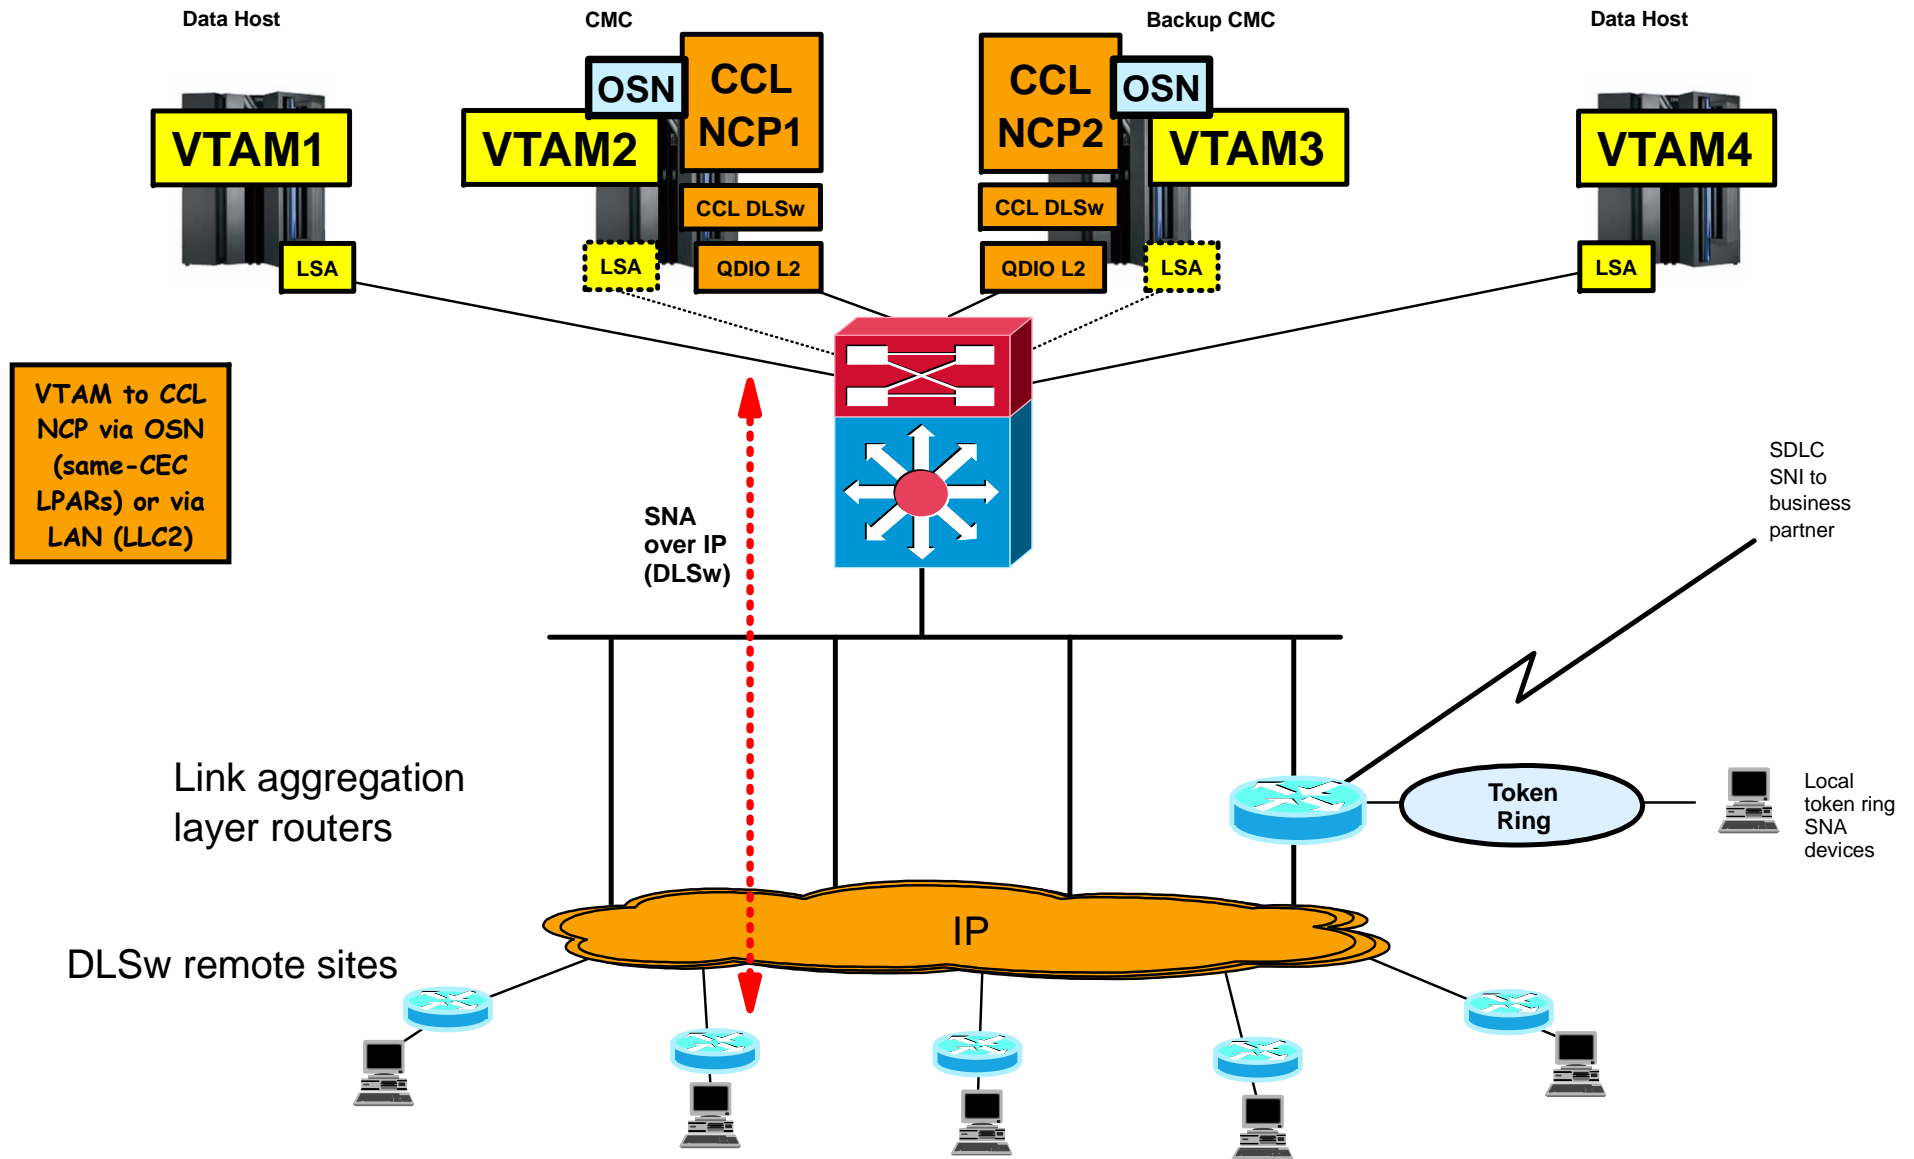 Data Host
CMC
Backup CMC
Data Host
VTAM1
VTAM2
OSN
CCL
NCP1
CCL DLSw
LSA
QDIO L2
CCL
NCP2
OSN
VTAM3
CCL DLSw
QDIO L2
LSA
VTAM4
LSA
LSA
VTAM to CCL
NCP via OSN
(same-CEC
LPARs) or via
LAN (LLC2)
SNA
over IP
(DLSw)
SDLC
SNI to
business
partner
Link aggregation
layer routers
Token
Ring
Local
token ring
SNA
devices
IP
DLSw remote sites